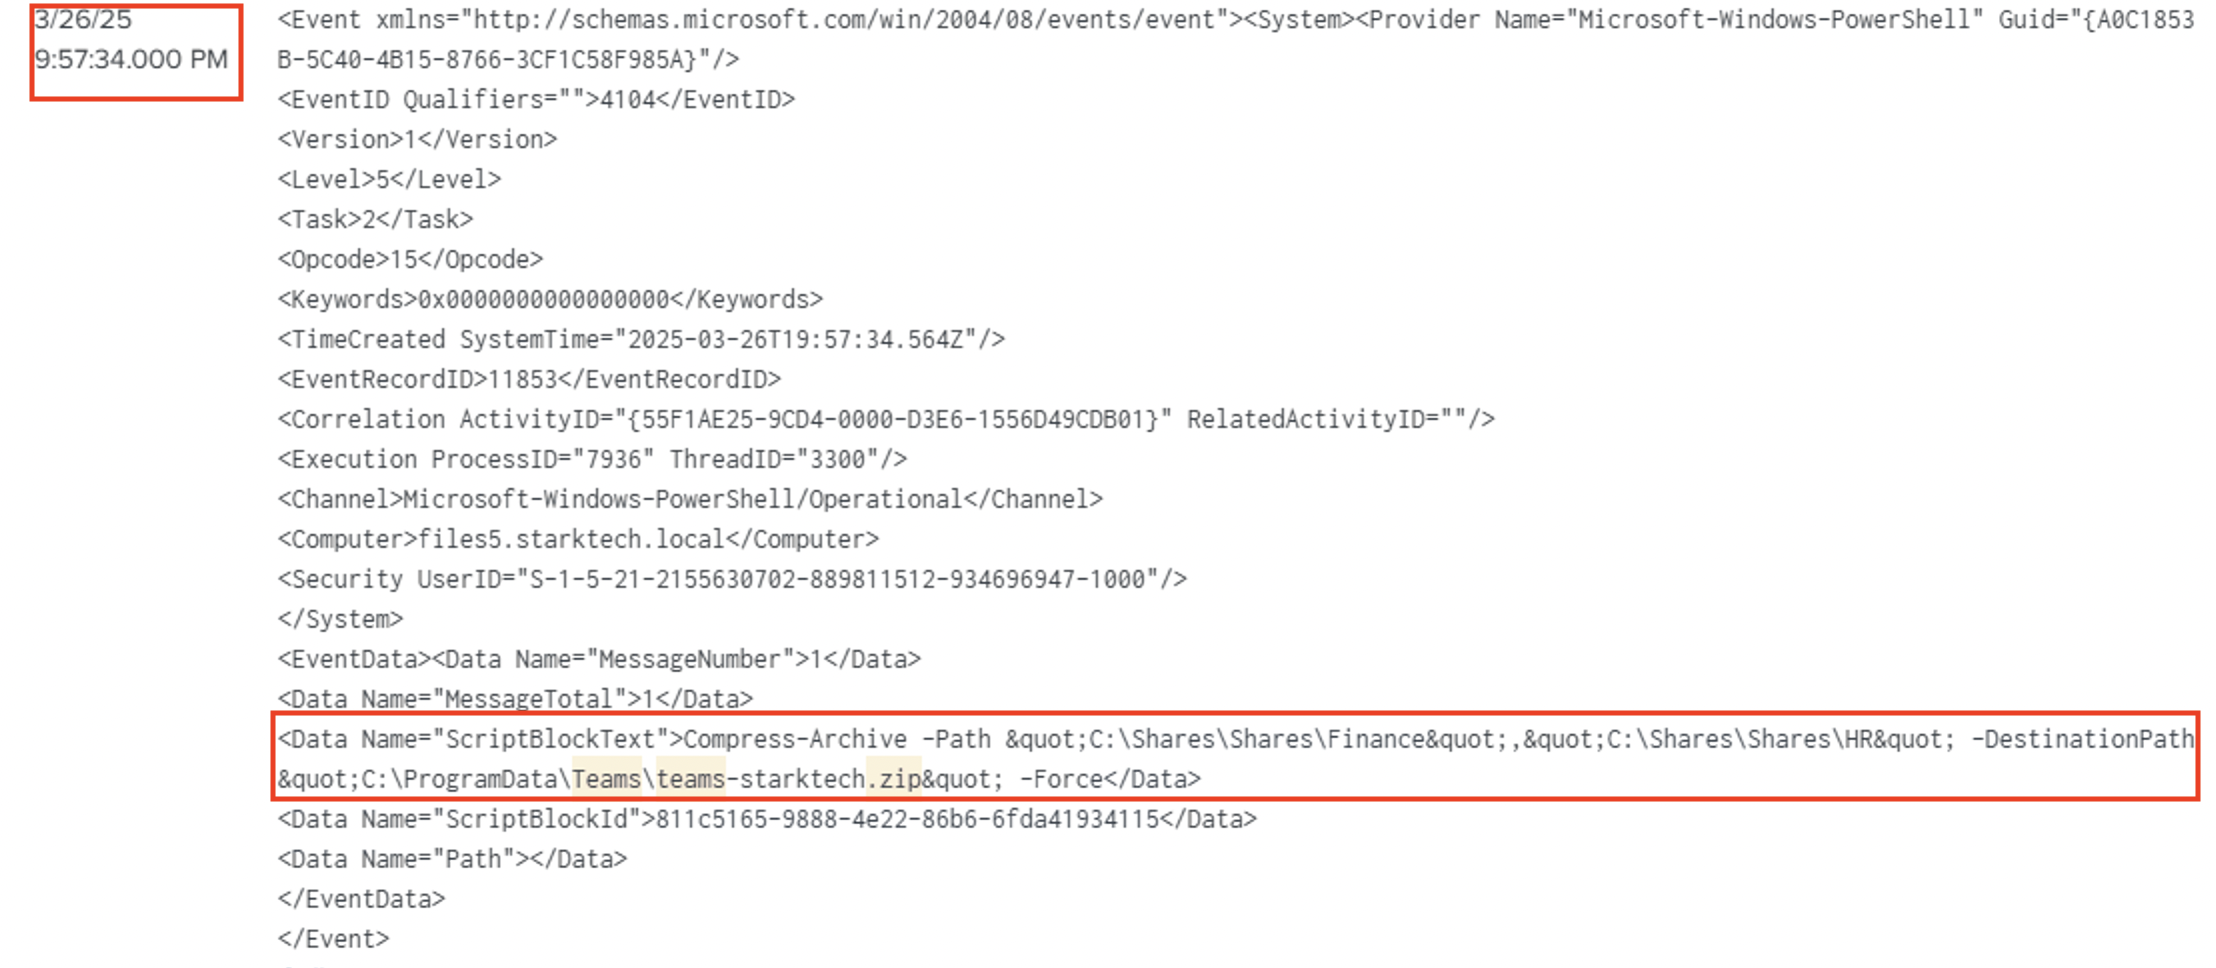 3/26/25
9:57:34.000 PM
<Event xmlns="http://schemas.microsoft.com/win/2004/08/events/event"><System><Provider Name="Microsoft-Windows-PowerShell" Guid="{A0C1853
B-5C40-4B15-8766-3CF1C58F985A}"/>
<EventID Qualifiers="">4104</EventID>
<Version>1</Version>
<Level>5</Level>
<Task>2</Task>
<Opcode>15</Opcode>
<Keywords>0x0000000000000000</Keywords>
<TimeCreated SystemTime="2025-03-26T19:57:34.564Z"/>
<EventRecordID>11853</EventRecordID>
<Correlation ActivityID="{55F1AE25-9CD4-0000-D3E6-1556D49CDB01}" RelatedActivityID=""/>
<Execution ProcessID="7936" ThreadID="3300"/>
<Channel>Microsoft-Windows-PowerShell/Operational</Channel>
<Computer>files5.starktech.local</Computer>
<Security UserID="S-1-5-21-2155630702-889811512-934696947-1000"/>
</System>
<EventData><Data Name="MessageNumber">1</Data>
<Data Name="MessageTotal">1</Data>
<Data Name="ScriptBlockText">Compress-Archive -Path &quot;C:\Shares\Shares\Finance&quot;,&quot;C:\Shares\Shares\HR&quot; -DestinationPath
&quot;C:\ProgramData\Teams\teams-starktech.zip&quot; -Force</Data>
<Data Name="ScriptBlockId">811c5165-9888-4e22-86b6-6fda41934115</Data>
<Data Name="Path"></Data>
</EventData>
</Event>